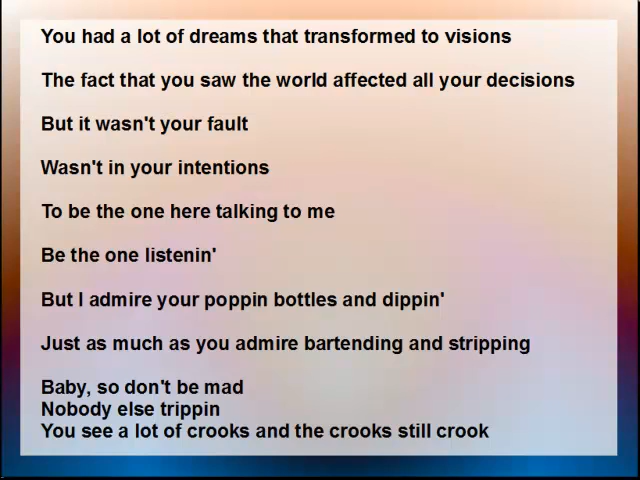 You had a lot of dreams that transformed to visions
The fact that you saw the world affected all your decisions
But it wasn't your fault
Wasn't in your intentions
To be the one here talking to me
Be the one listenin'
But I admire your poppin bottles and dippin'
Just as much as you admire bartending and stripping
Baby, so don't be mad
Nobody else trippin
You see a lot of crooks and the crooks still crook